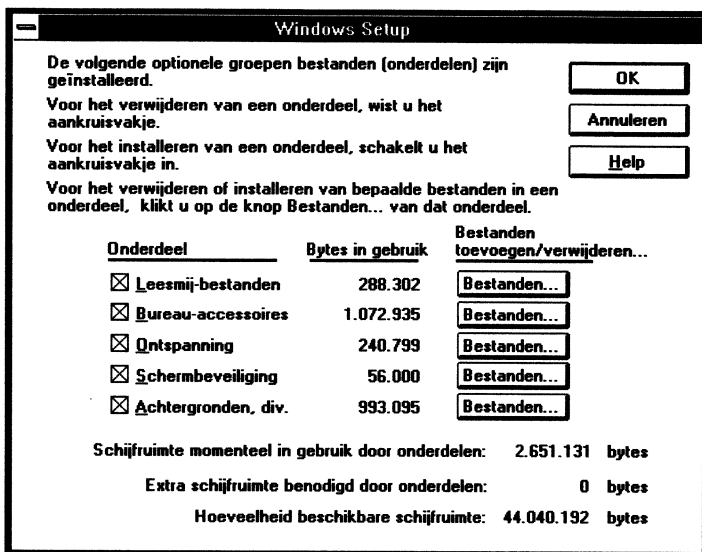 Windows Setup
De volgende optionele groepen bestanden (onderdelen) zijn
geïnstalleerd.
OK
Voor het verwijderen van een onderdeel, wist u het
aankruisvakje.
Annuleren
Voor het installeren van een onderdeel, schakelt u het
aankruisvakje in.
Help
Voor het verwijderen of installeren van bepaalde bestanden in een
onderdeel, klikt u op de knop Bestanden... van dat onderdeel.
Onderdeel Bytes in gebruik Bestanden toevoegen/verwijderen...
Leesmij-bestanden 288.302 Bestanden...
Bureau-accessoires 1.072.935 Bestanden...
Ontspanning 240.799 Bestanden...
Schermbeveiliging 56.000 Bestanden...
Achtergronden, div. 993.095 Bestanden...
Schijfruimte momenteel in gebruik door onderdelen: 2.651.131 bytes
Extra schijfruimte benodigd door onderdelen: 0 bytes
Hoeveelheid beschikbare schijfruimte: 44.040.192 bytes